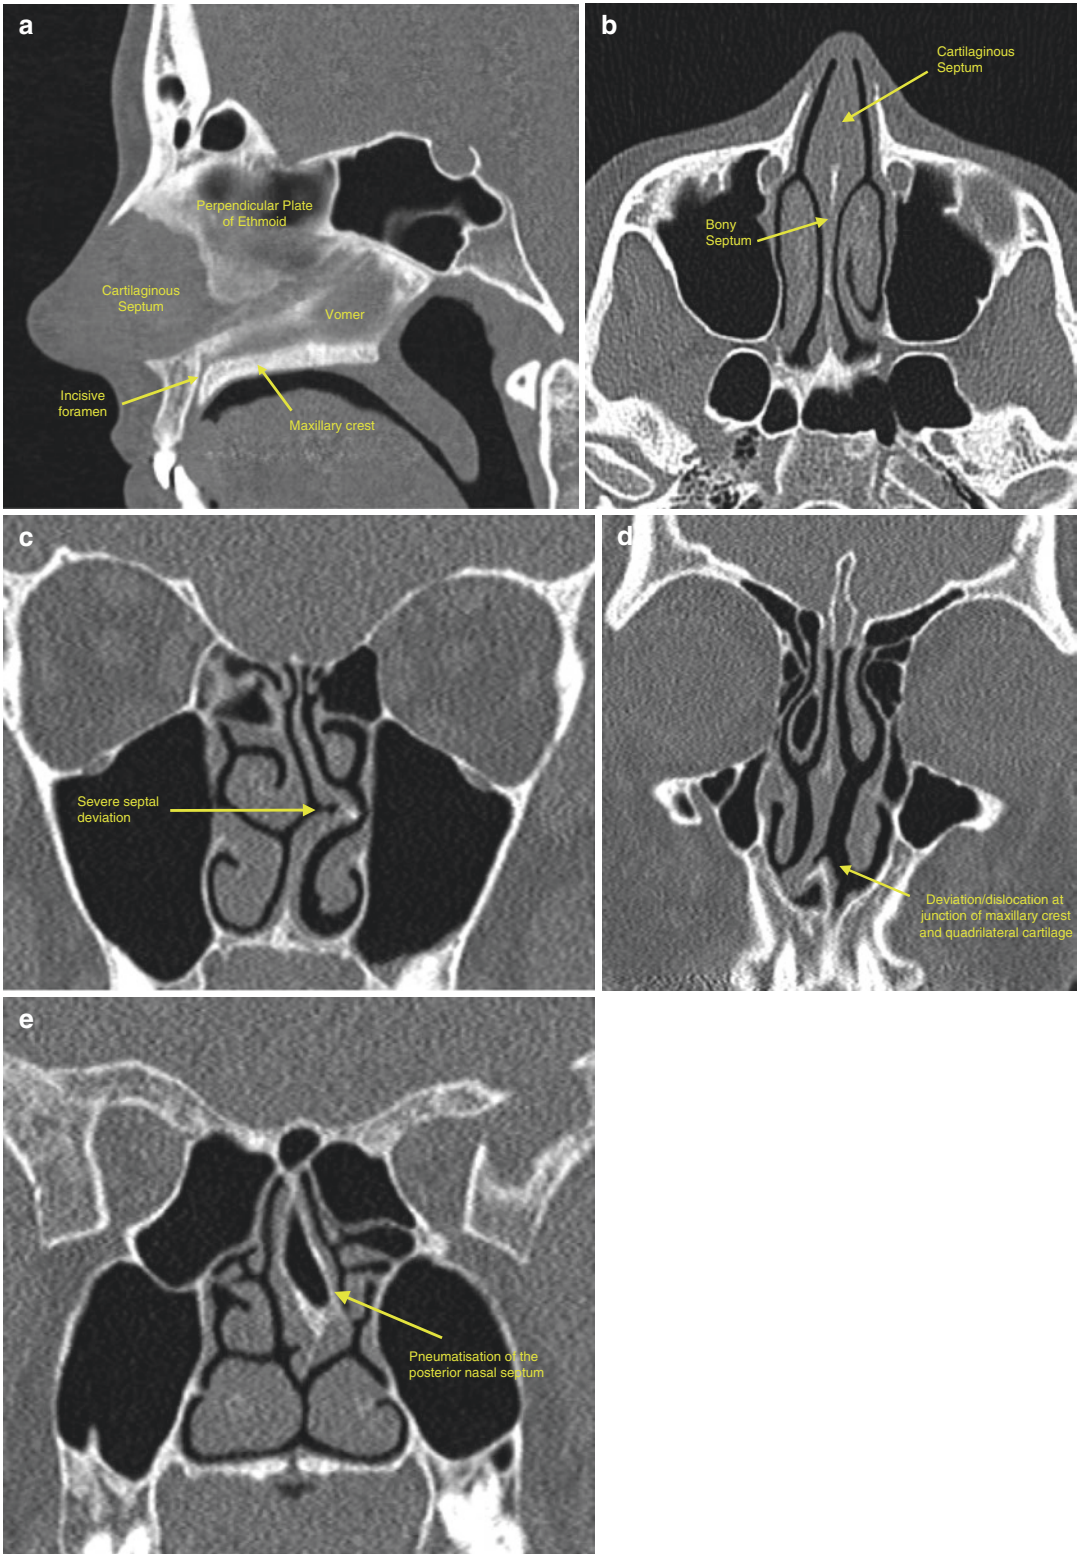 a
Perpendicular Plate
of Ethmoid
Cartilaginous
Septum
Vomer
Incisive
foramen
Maxillary crest
b
Cartilaginous
Septum
Bony
Septum
c
Severe septal
deviation
d
Deviation/dislocation at
junction of maxillary crest
and quadrilateral cartilage
e
Pneumatisation of the
posterior nasal septum